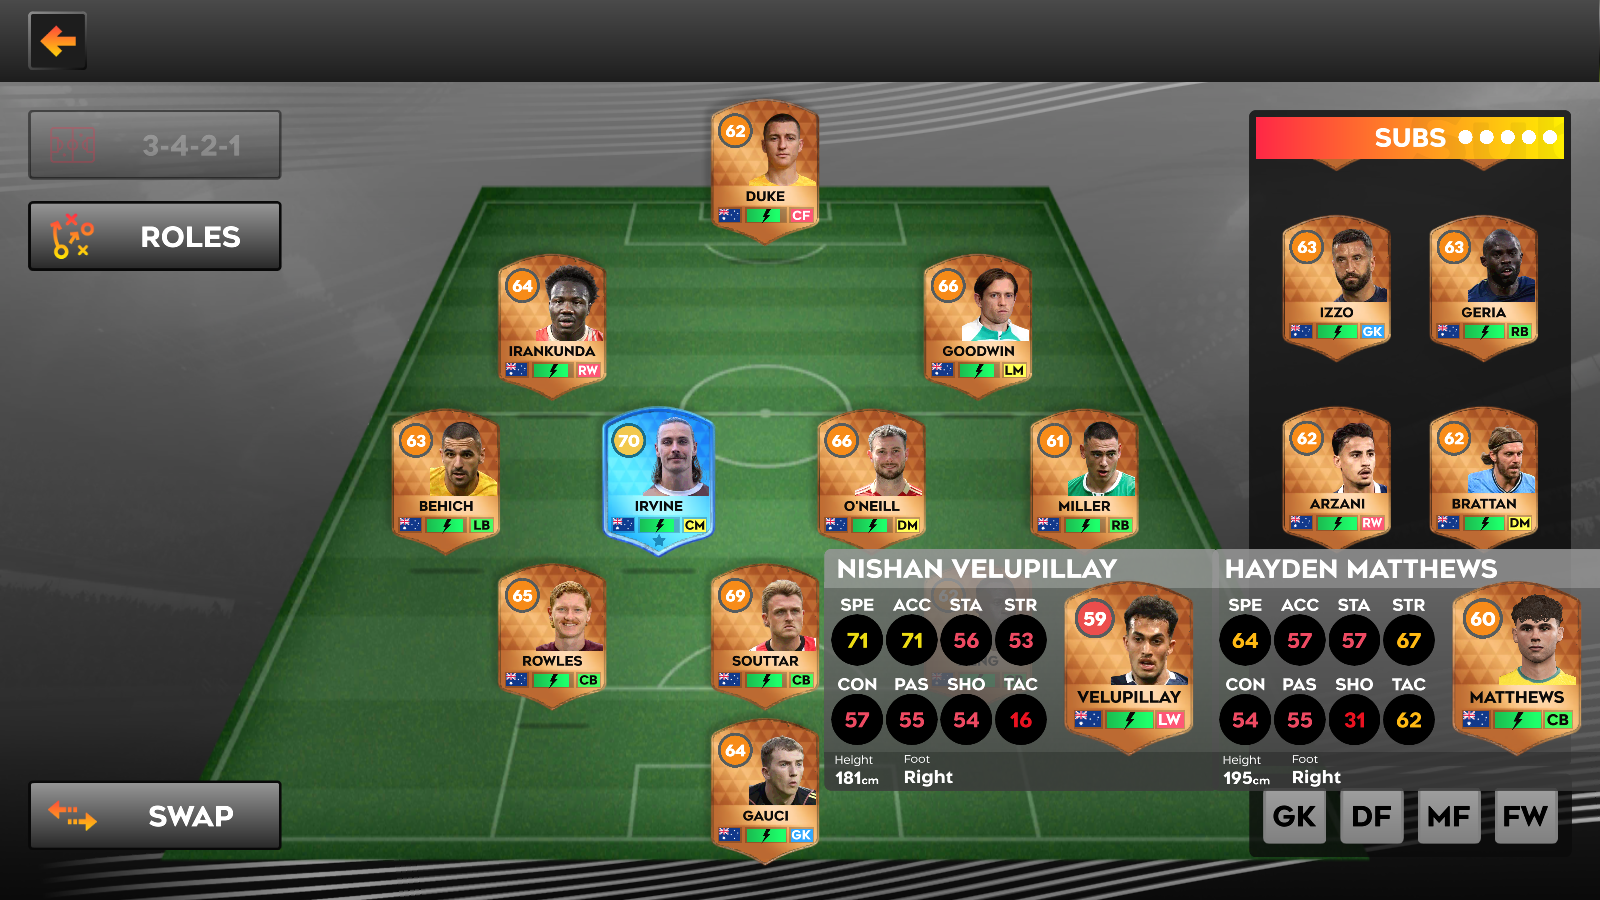 3-4-2-1
ROLES
SUBS
62
DUKE
CF
64
IRANKUNDA
RW
66
GOODWIN
LM
63
IZZO
GK
63
GERIA
RB
63
BEHICH
LB
70
IRVINE
CM
66
O'NEILL
DM
61
MILLER
RB
62
ARZANI
RW
62
BRATTAN
DM
65
ROWLES
CB
69
SOUTTAR
CB
NISHAN VELUPILLAY
SPE ACC STA STR
71 71 56 53
CON PAS SHO TAC
57 55 54 16
Height Foot
181cm Right
59
VELUPILLAY
LW
HAYDEN MATTHEWS
SPE ACC STA STR
64 57 57 67
CON PAS SHO TAC
54 55 31 62
Height Foot
195cm Right
60
MATTHEWS
CB
64
GAUCI
GK
SWAP
GK DF MF FW